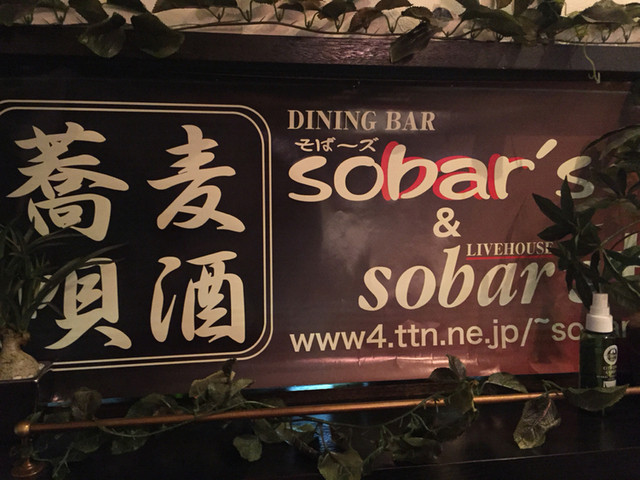 蕎麦
唄酒
DINING BAR
そば〜ズ
sobar's
&
LIVEHOUSE
sobar's
www4.ttn.ne.jp/~so